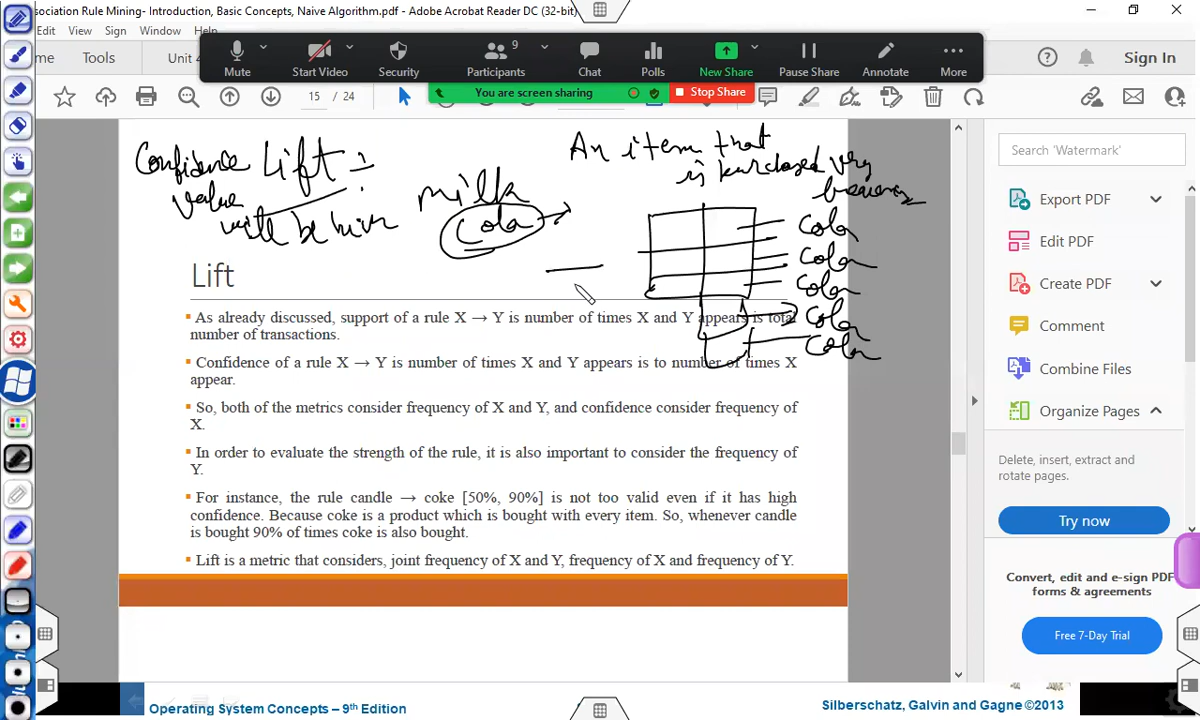 sociation Rule Mining- Introduction, Basic Concepts, Naive Algorithm.pdf - Adobe Acrobat Reader DC (32-bit)
Edit View Sign Window
me Tools Unit 4
Mute
Start Video
Security
9
Participants
Chat
Polls
New Share
Pause Share
Annotate
More
Sign In
You are screen sharing
Stop Share
15 / 24
Confidence Lift :-
value
will be
milk
Cola
An item that
is purchased very
Cola
Cola
Cola
Cola
Cola
Lift
As already discussed, support of a rule X → Y is number of times X and Y appears is total
number of transactions.
Confidence of a rule X → Y is number of times X and Y appears is to number of times X
appear.
So, both of the metrics consider frequency of X and Y, and confidence consider frequency of
X.
In order to evaluate the strength of the rule, it is also important to consider the frequency of
Y.
For instance, the rule candle → coke [50%, 90%] is not too valid even if it has high
confidence. Because coke is a product which is bought with every item. So, whenever candle
is bought 90% of times coke is also bought.
Lift is a metric that considers, joint frequency of X and Y, frequency of X and frequency of Y.
Search 'Watermark'
Export PDF
Edit PDF
Create PDF
Comment
Combine Files
Organize Pages
Delete, insert, extract and
rotate pages.
Try now
Convert, edit and e-sign PDF
forms & agreements
Free 7-Day Trial
Operating System Concepts – 9th Edition
Silberschatz, Galvin and Gagne ©2013